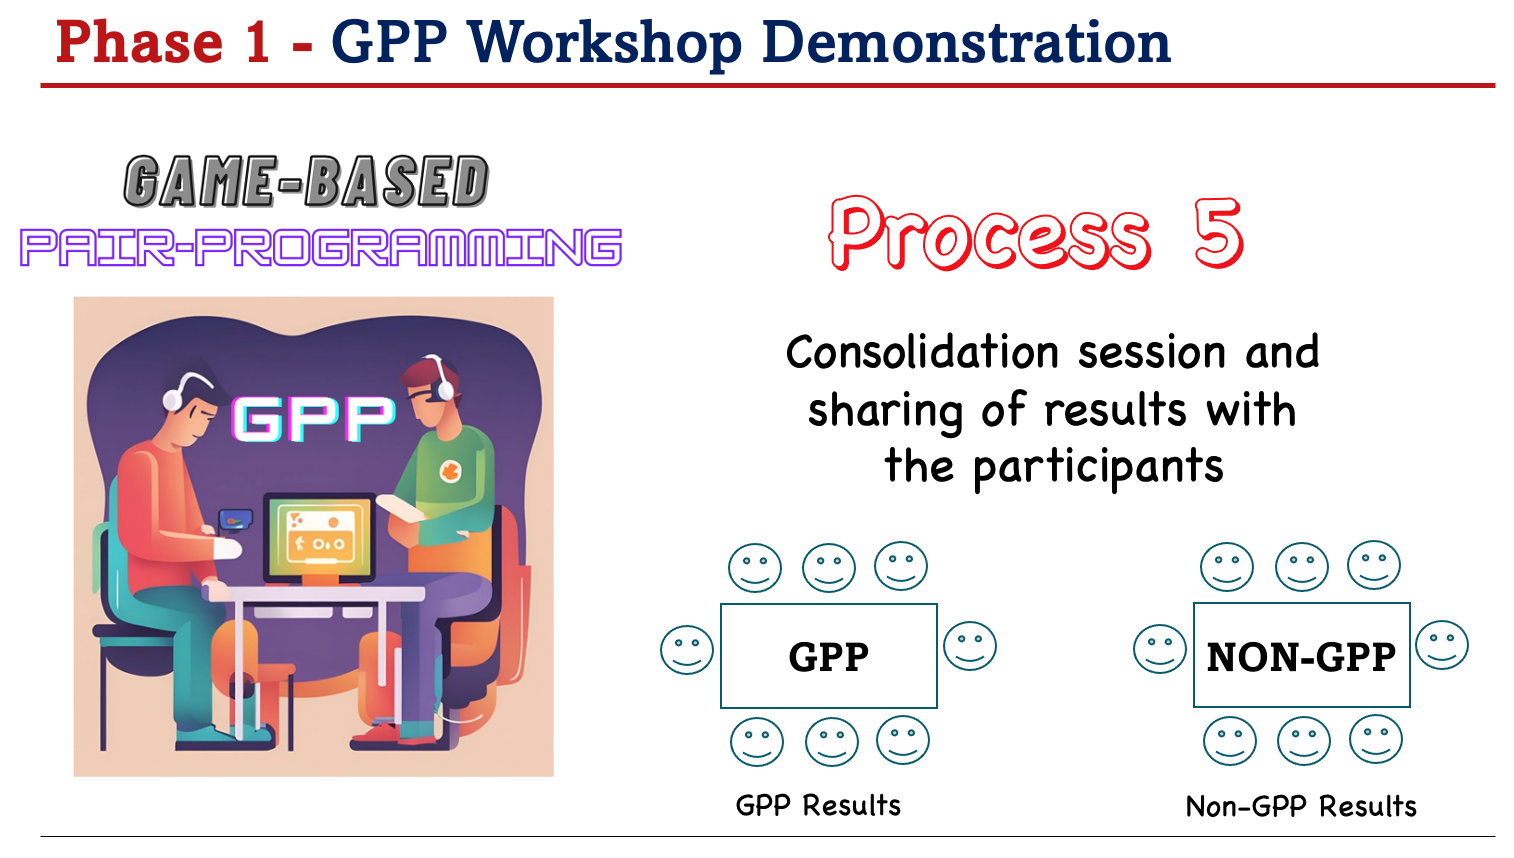 Phase 1 - GPP Workshop Demonstration
GAME-BASED
PAIR-PROGRAMMING
GPP
Process 5
Consolidation session and
sharing of results with
the participants
GPP
NON-GPP
GPP Results
Non-GPP Results